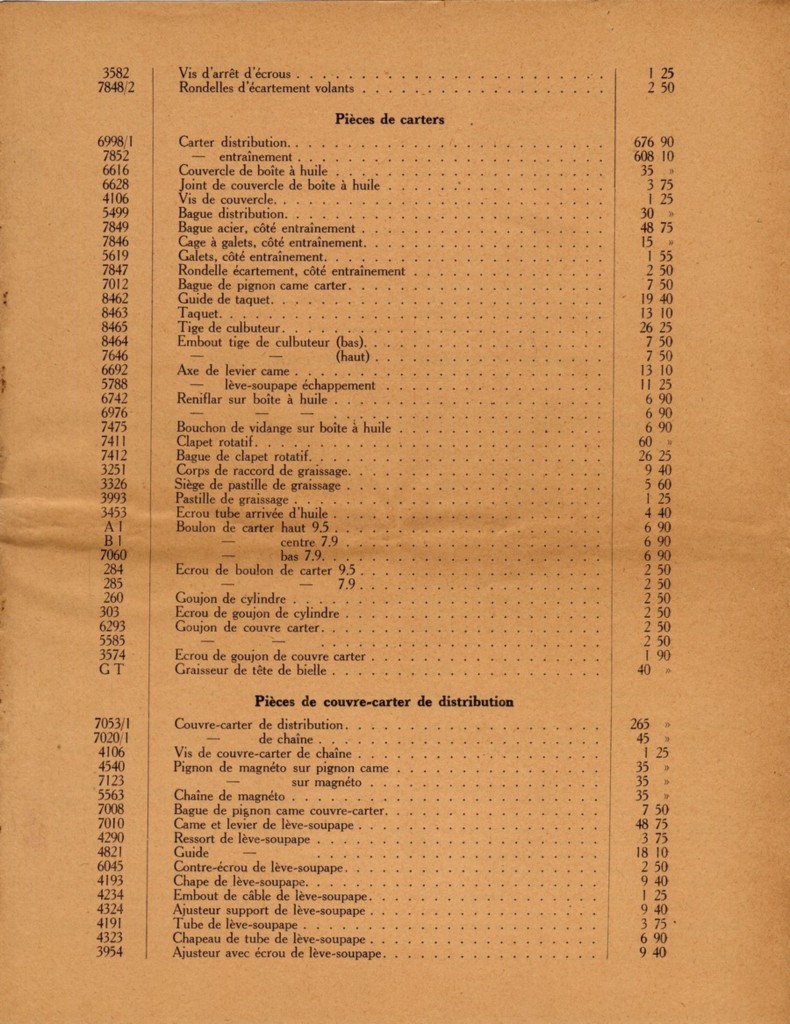 3582 Vis d'arrêt d'écrous . . . . . 1 25
7848/2 Rondelles d'écartement volants . . . . . 2 50
Pièces de carters
6998/1 Carter distribution. . . . . 676 90
7852 — entraînement . . . . . 608 10
6616 Couvercle de boîte à huile . . . . . 35 »
6628 Joint de couvercle de boîte à huile . . . . . 3 75
4106 Vis de couvercle. . . . . 1 25
5499 Bague distribution. . . . . 30 »
7849 Bague acier, côté entraînement . . . . . 48 75
7846 Cage à galets, côté entraînement. . . . . 15 »
5619 Galets, côté entraînement. . . . . 1 55
7847 Rondelle écartement, côté entraînement . . . . . 2 50
7012 Bague de pignon came carter. . . . . 7 50
8462 Guide de taquet. . . . . 19 40
8463 Taquet. . . . . 13 10
8465 Tige de culbuteur. . . . . 26 25
8464 Embout tige de culbuteur (bas). . . . . 7 50
7646 — — (haut) . . . . . 7 50
6692 Axe de levier came . . . . . 13 10
5788 — lève-soupape échappement . . . . . 11 25
6742 Reniflar sur boîte à huile . . . . . 6 90
6976 — — — . . . . . 6 90
7475 Bouchon de vidange sur boîte à huile . . . . . 6 90
7411 Clapet rotatif. . . . . 60 »
7412 Bague de clapet rotatif. . . . . 26 25
3251 Corps de raccord de graissage. . . . . 9 40
3326 Siège de pastille de graissage . . . . . 5 60
3993 Pastille de graissage . . . . . 1 25
3453 Ecrou tube arrivée d'huile . . . . . 4 40
A 1 Boulon de carter haut 9.5 . . . . . 6 90
B 1 — centre 7.9 . . . . . 6 90
7060 — bas 7.9. . . . . 6 90
284 Ecrou de boulon de carter 9.5 . . . . . 2 50
285 — — 7.9 . . . . . 2 50
260 Goujon de cylindre . . . . . 2 50
303 Ecrou de goujon de cylindre . . . . . 2 50
6293 Goujon de couvre carter. . . . . 2 50
5585 — — . . . . . 2 50
3574 Ecrou de goujon de couvre carter . . . . . 1 90
G T Graisseur de tête de bielle . . . . . 40 »
Pièces de couvre-carter de distribution
7053/1 Couvre-carter de distribution. . . . . 265 »
7020/1 — de chaîne . . . . . 45 »
4106 Vis de couvre-carter de chaîne . . . . . 1 25
4540 Pignon de magnéto sur pignon came . . . . . 35 »
7123 — sur magnéto . . . . . 35 »
5563 Chaîne de magnéto . . . . . 35 »
7008 Bague de pignon came couvre-carter. . . . . 7 50
7010 Came et levier de lève-soupape . . . . . 48 75
4290 Ressort de lève-soupape . . . . . 3 75
4821 Guide — . . . . . 18 10
6045 Contre-écrou de lève-soupape. . . . . 2 50
4193 Chape de lève-soupape. . . . . 9 40
4234 Embout de câble de lève-soupape. . . . . 1 25
4324 Ajusteur support de lève-soupape . . . . . 9 40
4191 Tube de lève-soupape . . . . . 3 75
4323 Chapeau de tube de lève-soupape . . . . . 6 90
3954 Ajusteur avec écrou de lève-soupape. . . . . 9 40